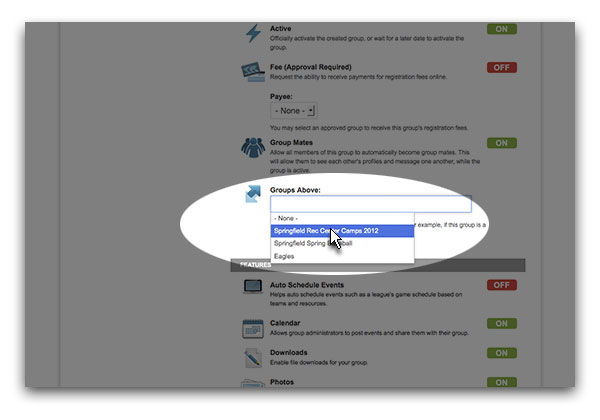 Active
ON
Officially activate the created group, or wait for a later date to activate the
group.
Fee (Approval Required)
OFF
Request the ability to receive payments for registration fees online.
Payee:
- None -
You may select an approved group to receive this group's registration fees.
Group Mates
ON
Allow all members of this group to automatically become group mates. This
will allow them to see each other's profiles and message one another, while the
group is active.
Groups Above:
- None -
example, if this group is a
Springfield Rec Center Camps 2012
Springfield Spring
Eagles
FEATURES
Auto Schedule Events
OFF
Helps auto schedule events such as a league's game schedule based on
teams and resources.
Calendar
ON
Allows group administrators to post events and share them with their group.
Downloads
ON
Enable file downloads for your group.
Photos
ON